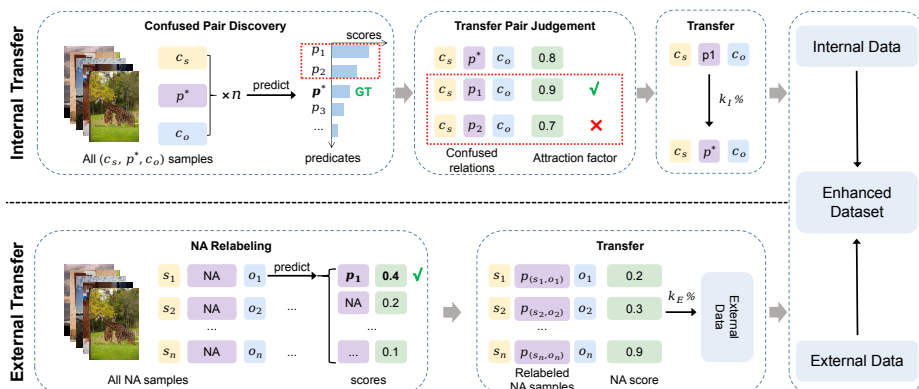 Internal Transfer
Confused Pair Discovery
c_s
p*
c_o
×n
predict
All (c_s, p*, c_o) samples
scores
p_1
p_2
p*
GT
p_3
...
predicates
Transfer Pair Judgement
c_s p* c_o 0.8
c_s p_1 c_o 0.9 √
c_s p_2 c_o 0.7 ×
Confused relations
Attraction factor
Transfer
c_s p1 c_o
k_I %
c_s p* c_o
Internal Data
Enhanced
Dataset
External Data
External Transfer
NA Relabeling
s_1 NA o_1
predict
p_1 0.4 √
s_2 NA o_2 ...
NA 0.2
... ...
s_n NA o_n ...
... 0.1
All NA samples
scores
Transfer
s_1 p_(s_1,o_1) o_1 0.2
s_2 p_(s_2,o_2) o_2 0.3
...
s_n p_(s_n,o_n) o_n 0.9
Relabeled
NA samples
NA score
k_E %
External
Data